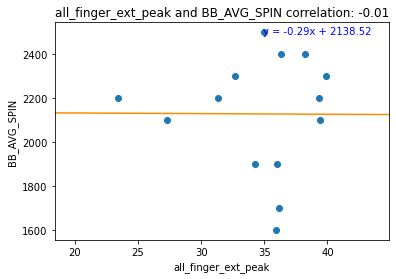 all_finger_ext_peak and BB_AVG_SPIN correlation: -0.01
y = -0.29x + 2138.52
2400
2200
2000
1800
1600
BB_AVG_SPIN
20 25 30 35 40
all_finger_ext_peak